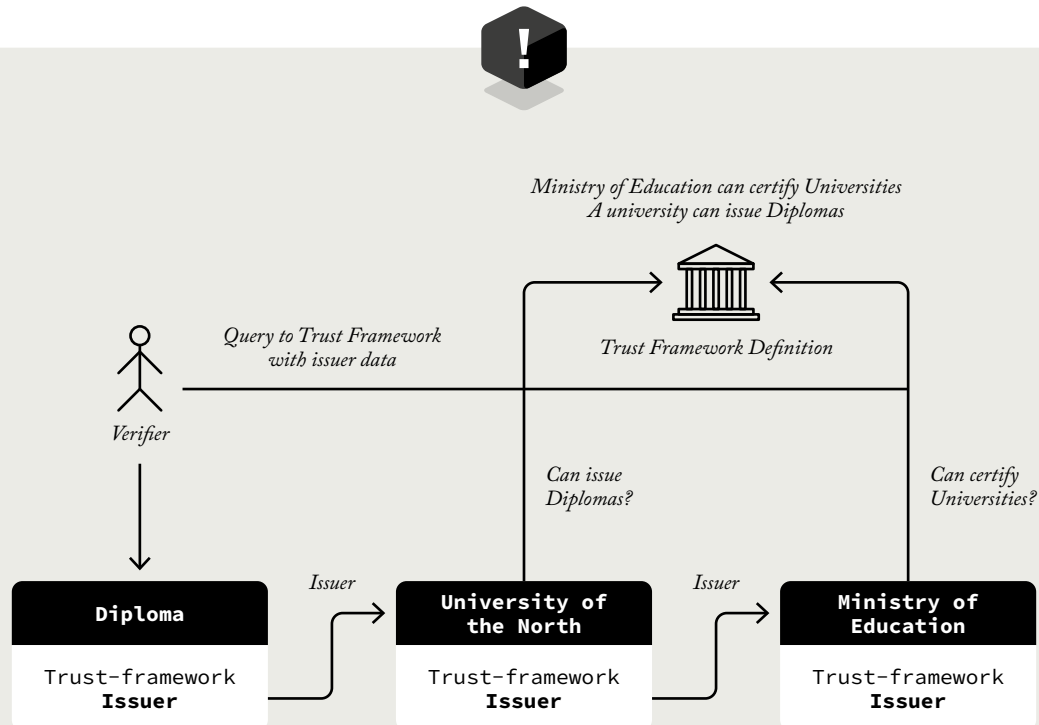 !
Ministry of Education can certify Universities
A university can issue Diplomas
Query to Trust Framework
with issuer data
Trust Framework Definition
Verifier
Can issue
Diplomas?
Can certify
Universities?
Issuer
Issuer
Diploma
University of
the North
Ministry of
Education
Trust-framework
Issuer
Trust-framework
Issuer
Trust-framework
Issuer